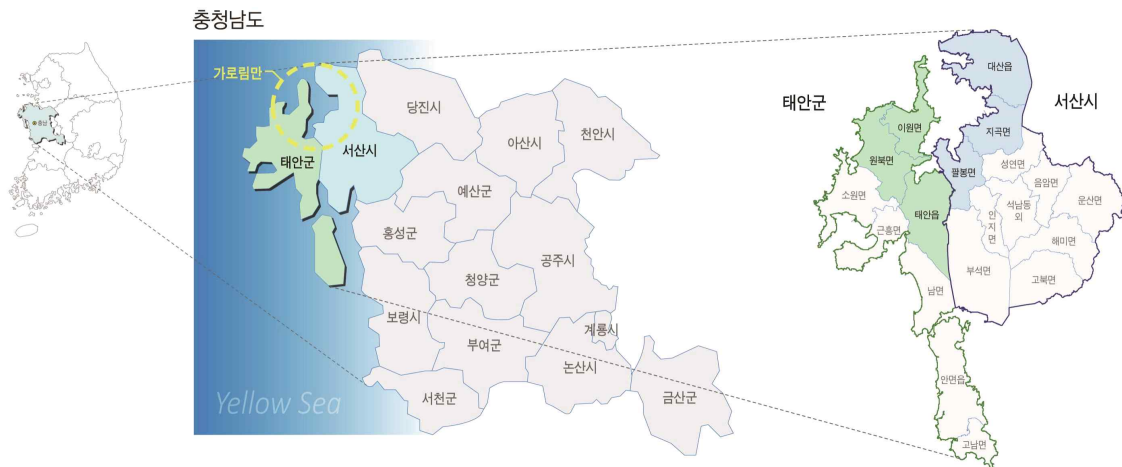 충청남도
가로림만
홍성
당진시
아산시
천안시
태안군
서산시
예산군
홍성군
청양군
공주시
보령시
부여군
계룡시
논산시
서천군
금산군
Yellow Sea
태안군
서산시
대산읍
이원면
지곡면
원북면
팔봉면
성연면
음암면
소원면
태안읍
석남동
외
운산면
인
지
면
근흥면
해미면
부석면
고북면
남면
안면읍
고남면